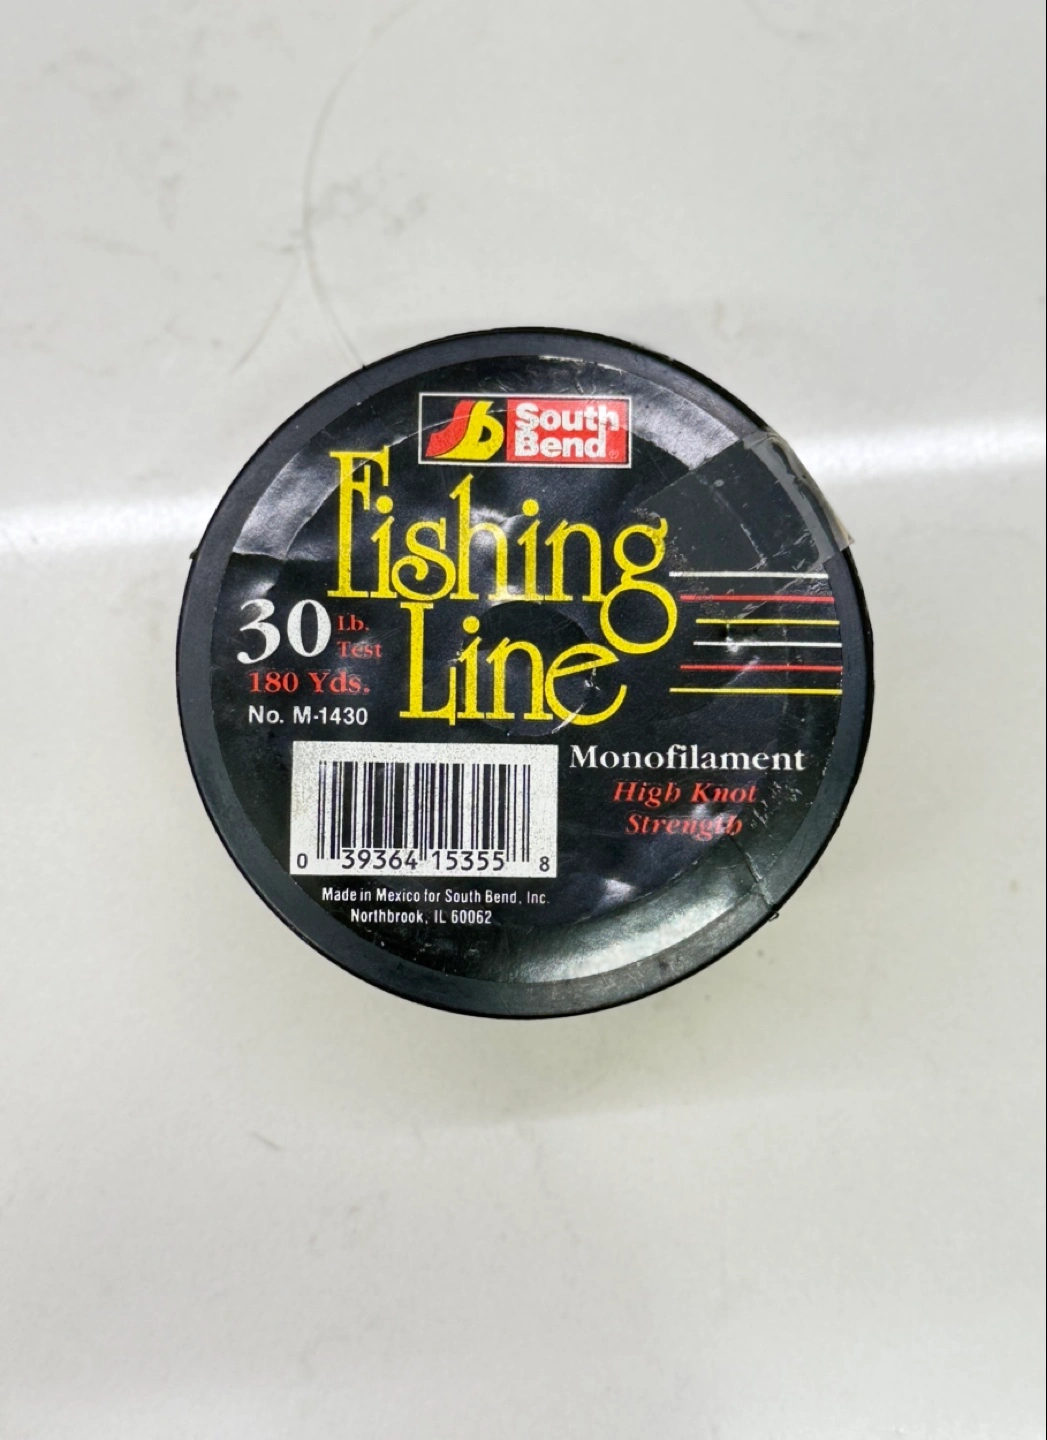 South
Bend®
Fishing
Line
30 Lb.
Test
180 Yds.
No. M-1430
Monofilament
High Knot
Strength
0 39364 15355 8
Made in Mexico for South Bend, Inc.
Northbrook, IL 60062